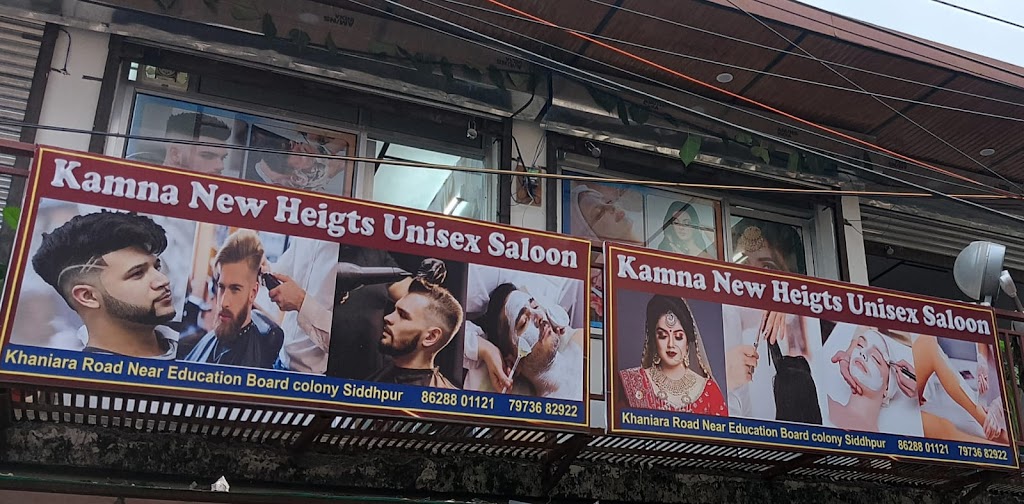 Kamna New Heigts Unisex Saloon
Khaniara Road Near Education Board colony Siddhpur 86288 01121 79736 82922
Kamna New Heigts Unisex Saloon
Khaniara Road Near Education Board colony Siddhpur 86288 01121 79736 82922